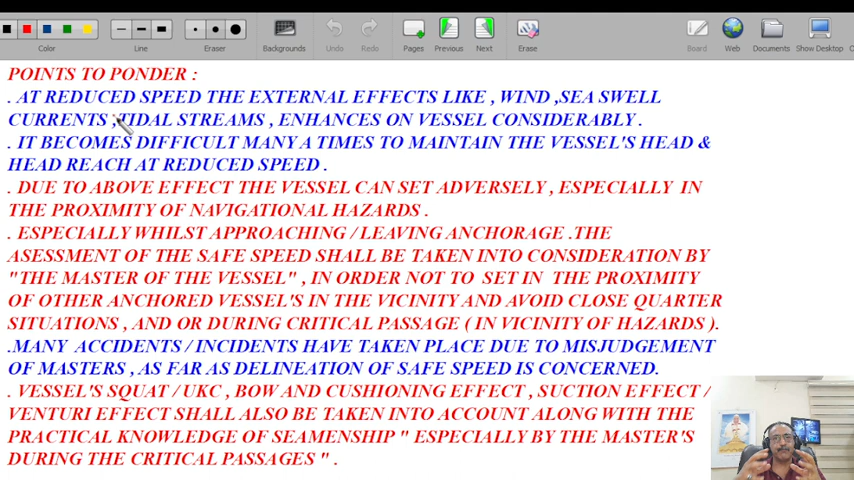 Color
Line
Eraser
Backgrounds
Undo
Redo
Pages
Previous
Next
Erase
Board
Web
Documents
Show Desktop
POINTS TO PONDER :
. AT REDUCED SPEED THE EXTERNAL EFFECTS LIKE , WIND ,SEA SWELL
CURRENTS ,TIDAL STREAMS , ENHANCES ON VESSEL CONSIDERABLY .
. IT BECOMES DIFFICULT MANY A TIMES TO MAINTAIN THE VESSEL'S HEAD &
HEAD REACH AT REDUCED SPEED .
. DUE TO ABOVE EFFECT THE VESSEL CAN SET ADVERSELY , ESPECIALLY IN
THE PROXIMITY OF NAVIGATIONAL HAZARDS .
. ESPECIALLY WHILST APPROACHING / LEAVING ANCHORAGE .THE
ASESSMENT OF THE SAFE SPEED SHALL BE TAKEN INTO CONSIDERATION BY
"THE MASTER OF THE VESSEL" , IN ORDER NOT TO SET IN THE PROXIMITY
OF OTHER ANCHORED VESSEL'S IN THE VICINITY AND AVOID CLOSE QUARTER
SITUATIONS , AND OR DURING CRITICAL PASSAGE ( IN VICINITY OF HAZARDS ).
.MANY ACCIDENTS / INCIDENTS HAVE TAKEN PLACE DUE TO MISJUDGEMENT
OF MASTERS , AS FAR AS DELINEATION OF SAFE SPEED IS CONCERNED.
. VESSEL'S SQUAT / UKC , BOW AND CUSHIONING EFFECT , SUCTION EFFECT /
VENTURI EFFECT SHALL ALSO BE TAKEN INTO ACCOUNT ALONG WITH THE
PRACTICAL KNOWLEDGE OF SEAMENSHIP " ESPECIALLY BY THE MASTER'S
DURING THE CRITICAL PASSAGES " .